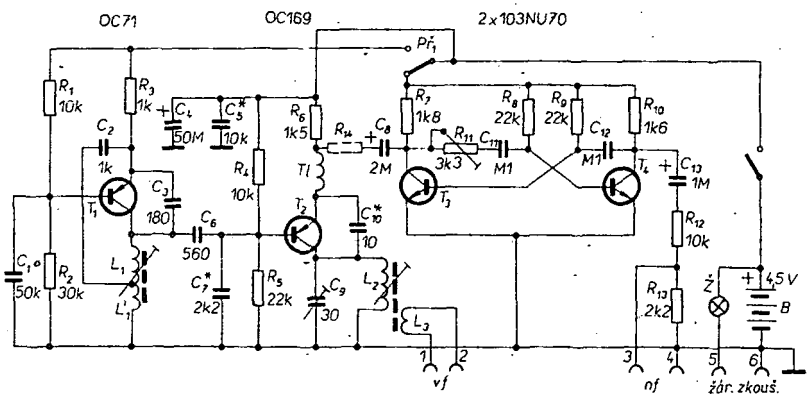 OC71 OC169 2x103NU70
Př₁
R₁
10k
R₃
1k
C₂
1k
T₁
C₃
180
C₁
50k
R₂
30k
L₁
L'₁
C₄
+
50M
C₅*
10k
R₄
10k
C₆
560
C₇*
2k2
R₅
22k
R₆
1k5
Tl
T₂
C₉
30
C₁₀*
10
L₂
L₃
R₁₄
+
C₈
2M
R₇
1k8
R₁₁
3k3
C₁₁
M1
T₃
R₈
22k
R₉
22k
C₁₂
M1
R₁₀
1k6
T₄
+
C₁₃
1M
R₁₂
10k
R₁₃
2k2
Ž
+
4,5V
B
1 2 3 4 5 6
vf nf žár. zkouš.